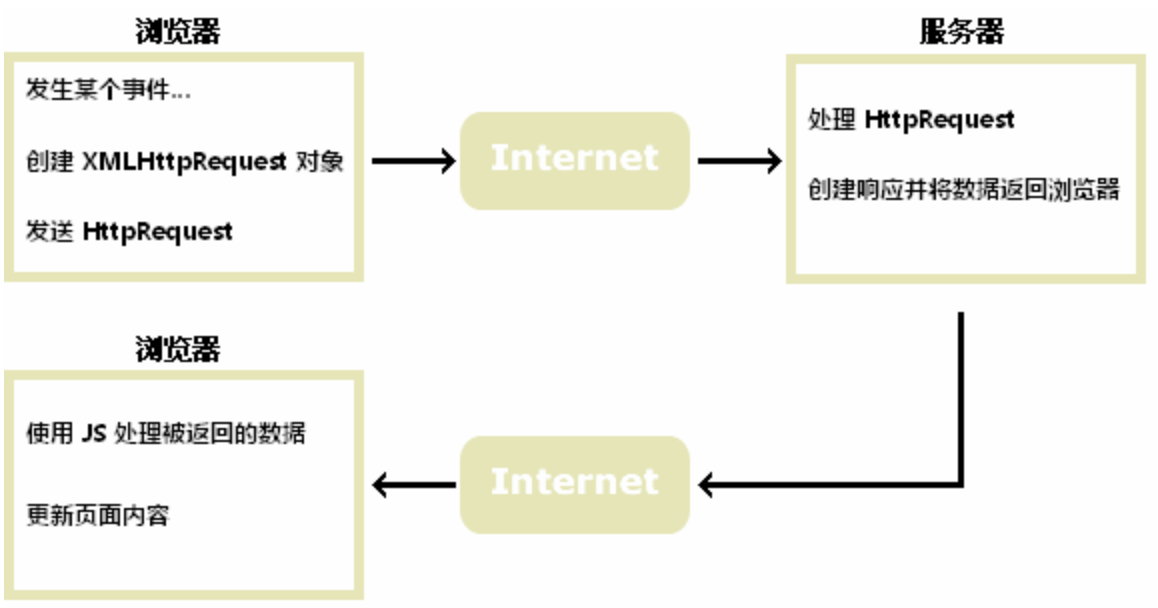 浏览器
发生某个事件...
创建 XMLHttpRequest 对象
发送 HttpRequest
Internet
服务器
处理 HttpRequest
创建响应并将数据返回浏览器
浏览器
使用 JS 处理被返回的数据
更新页面内容
Internet